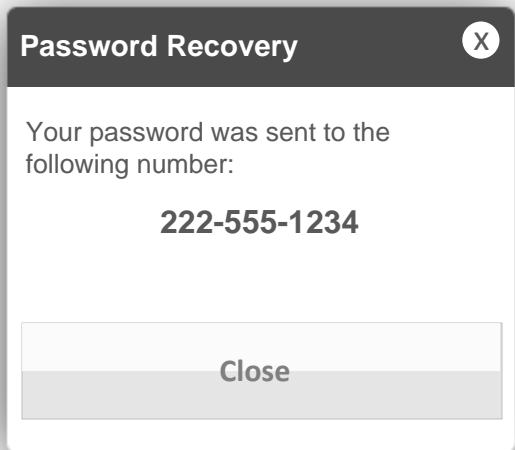 Password Recovery
X
Your password was sent to the
following number:
222-555-1234
Close